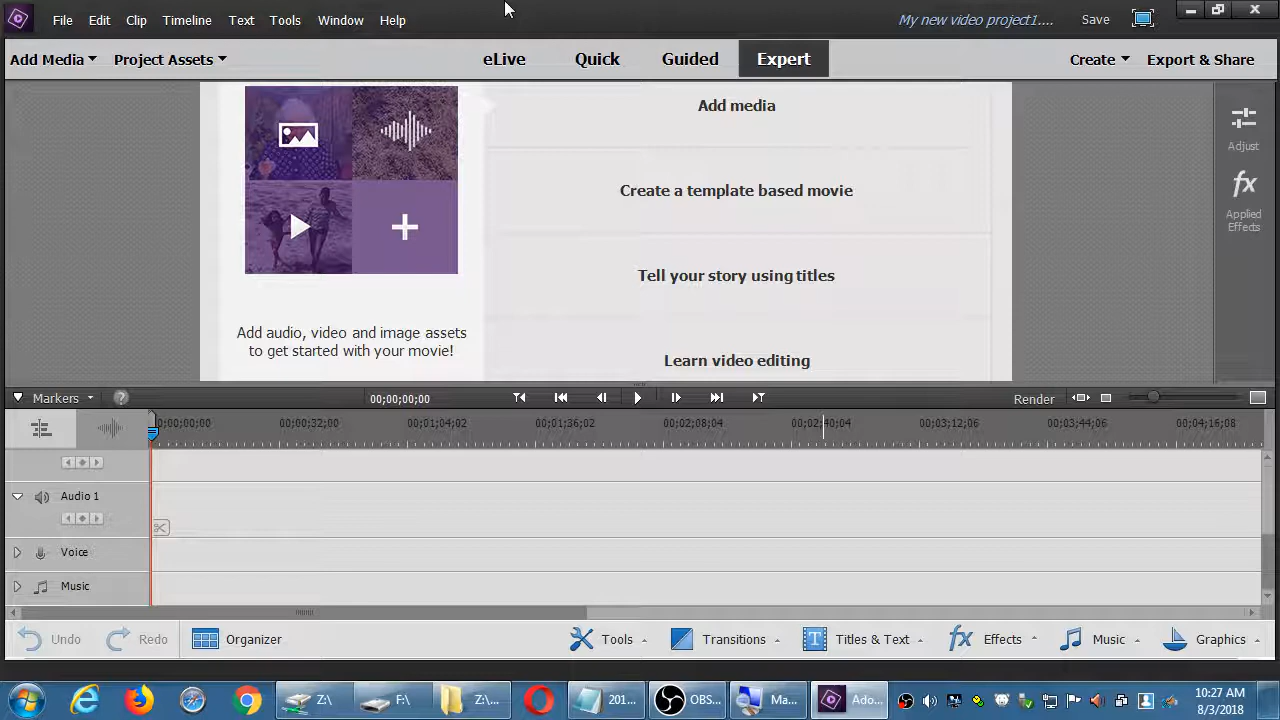 File Edit Clip Timeline Text Tools Window Help My new video project1.... Save
Add Media Project Assets eLive Quick Guided Expert Create Export & Share
Add media
Create a template based movie
Tell your story using titles
Learn video editing
Add audio, video and image assets
to get started with your movie!
Adjust
fx
Applied
Effects
Markers ? 00;00;00;00 Render
0;00;00;00 00;00;32;00 00;01;04;02 00;01;36;02 00;02;08;04 00;02;40;04 00;03;12;06 00;03;44;06 00;04;16;08
Audio 1
Voice
Music
Undo Redo Organizer Tools Transitions T Titles & Text fx Effects Music Graphics
Z:\ F:\ Z:\... 201... OBS... Ma... Ado... 10:27 AM
8/3/2018